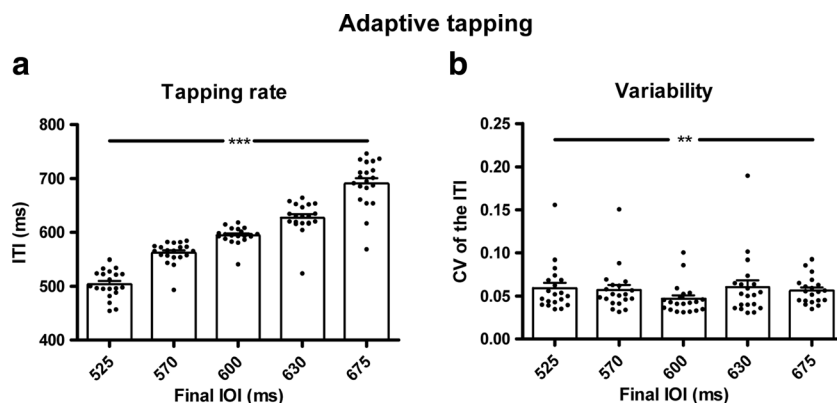 Adaptive tapping
a
Tapping rate
800
700
600
500
400
ITI (ms)
***
525
570
600
630
675
Final IOI (ms)
b
Variability
0.25
0.20
0.15
0.10
0.05
0.00
CV of the ITI
**
525
570
600
630
675
Final IOI (ms)